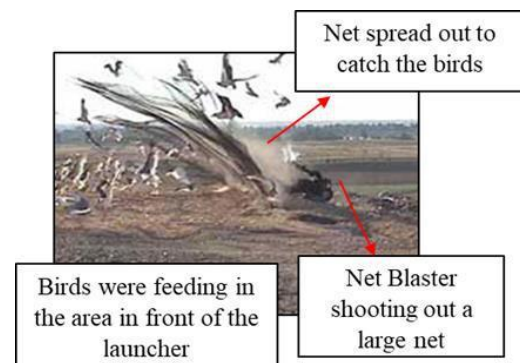 Net spread out to
catch the birds
Birds were feeding in
the area in front of the
launcher
Net Blaster
shooting out a
large net